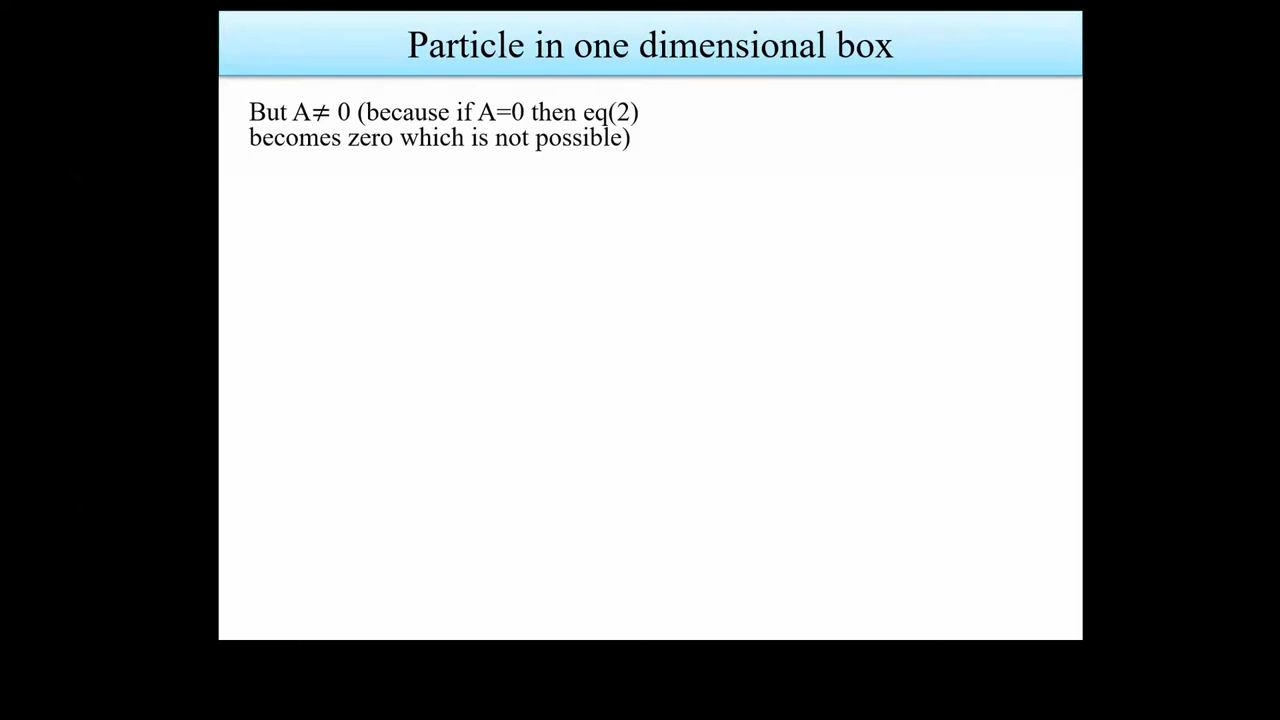 Particle in one dimensional box
But A≠ 0 (because if A=0 then eq(2)
becomes zero which is not possible)